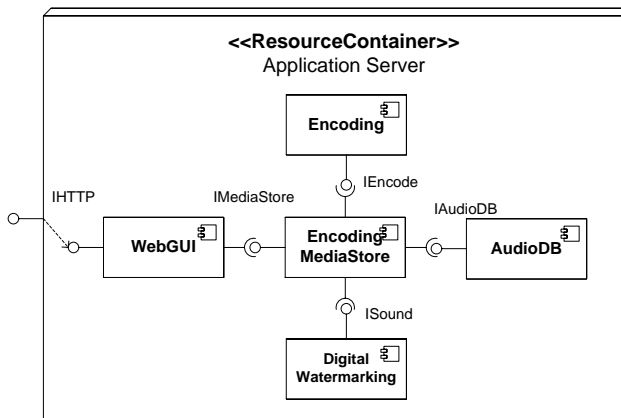 <<ResourceContainer>>
Application Server
Encoding
IEncode
IHTTP
IMediaStore
IAudioDB
WebGUI
Encoding
MediaStore
AudioDB
ISound
Digital
Watermarking